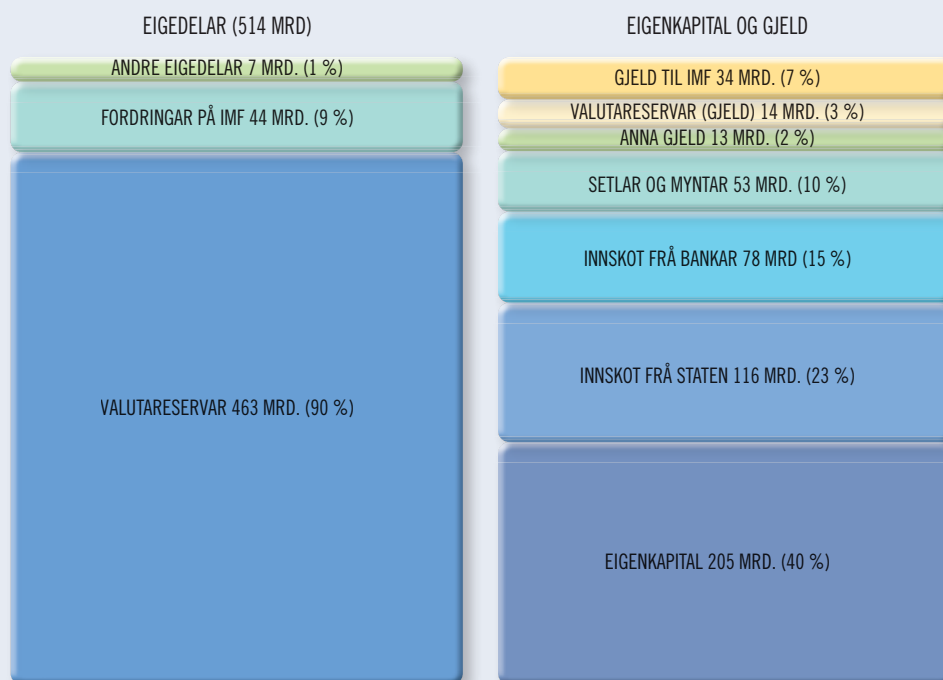 EIGEDELAR (514 MRD)
ANDRE EIGEDELAR 7 MRD. (1 %)
FORDRINGAR PÅ IMF 44 MRD. (9 %)
VALUTARESERVAR 463 MRD. (90 %)
EIGENKAPITAL OG GJELD
GJELD TIL IMF 34 MRD. (7 %)
VALUTARESERVAR (GJELD) 14 MRD. (3 %)
ANNA GJELD 13 MRD. (2 %)
SETLAR OG MYNTAR 53 MRD. (10 %)
INNSKOT FRÅ BANKAR 78 MRD (15 %)
INNSKOT FRÅ STATEN 116 MRD. (23 %)
EIGENKAPITAL 205 MRD. (40 %)